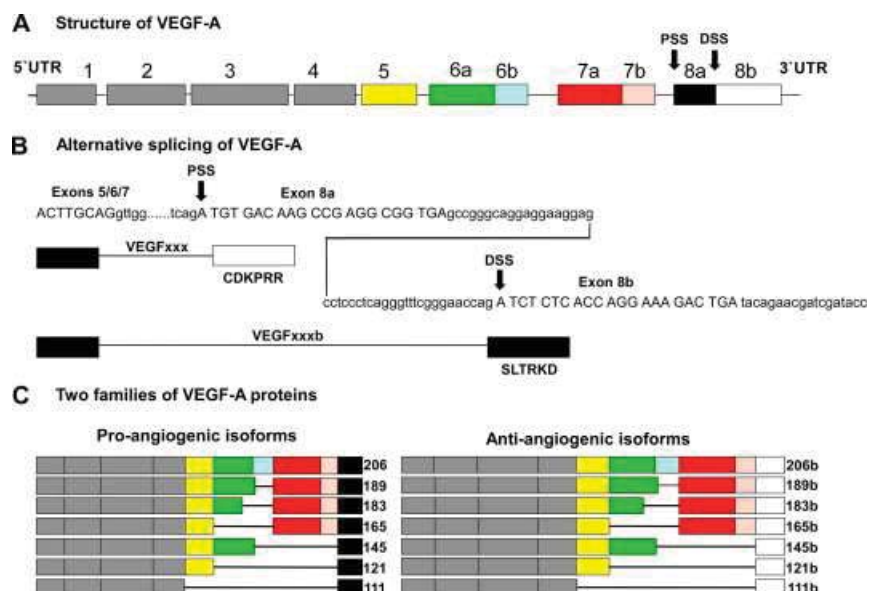 A Structure of VEGF-A
PSS DSS
5`UTR 1 2 3 4 5 6a 6b 7a 7b 8a 8b 3`UTR
B Alternative splicing of VEGF-A
PSS
Exons 5/6/7 Exon 8a
ACTTGCAGgttgg......tcagA TGT GAC AAG CCG AGG CGG TGAgccgggcaggaggaaggag
VEGFxxx
CDKPRR
DSS
Exon 8b
cctccctcagggtttcgggaaccag A TCT CTC ACC AGG AAA GAC TGA tacagaacgatcgatacc
VEGFxxxb
SLTRKD
C Two families of VEGF-A proteins
Pro-angiogenic isoforms Anti-angiogenic isoforms
206 206b
189 189b
183 183b
165 165b
145 145b
121 121b
111 111b